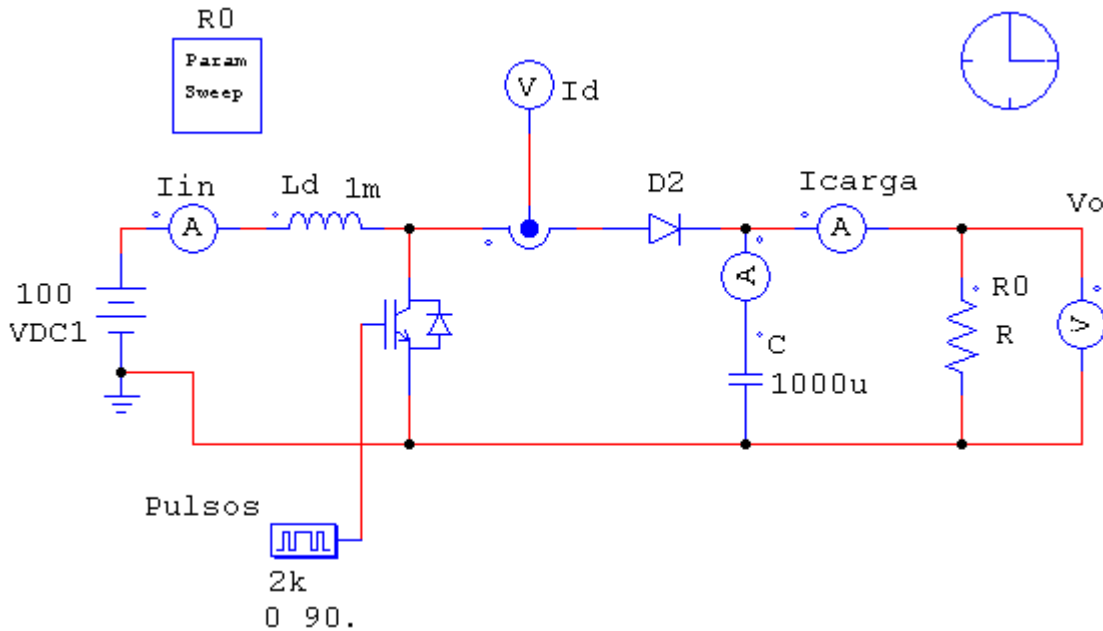 R0
Param
Sweep
V
Id
Iin
A
Ld
1m
D2
Icarga
A
Vo
A
100
VDC1
C
1000u
R0
R
V
Pulsos
2k
0 90.